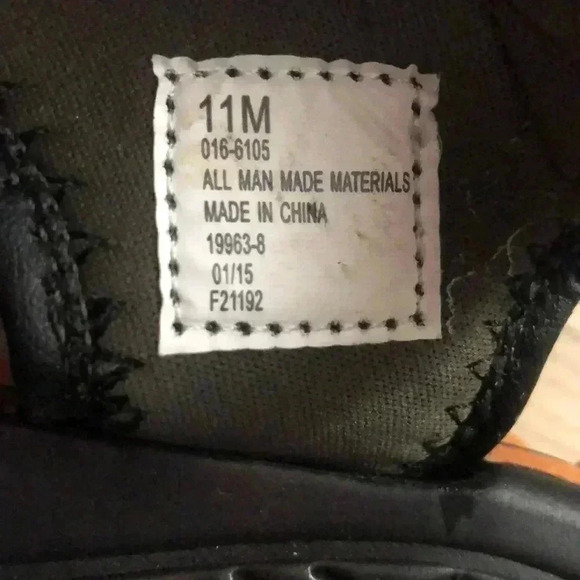 11M
016-6105
ALL MAN MADE MATERIALS
MADE IN CHINA
19963-8
01/15
F21192